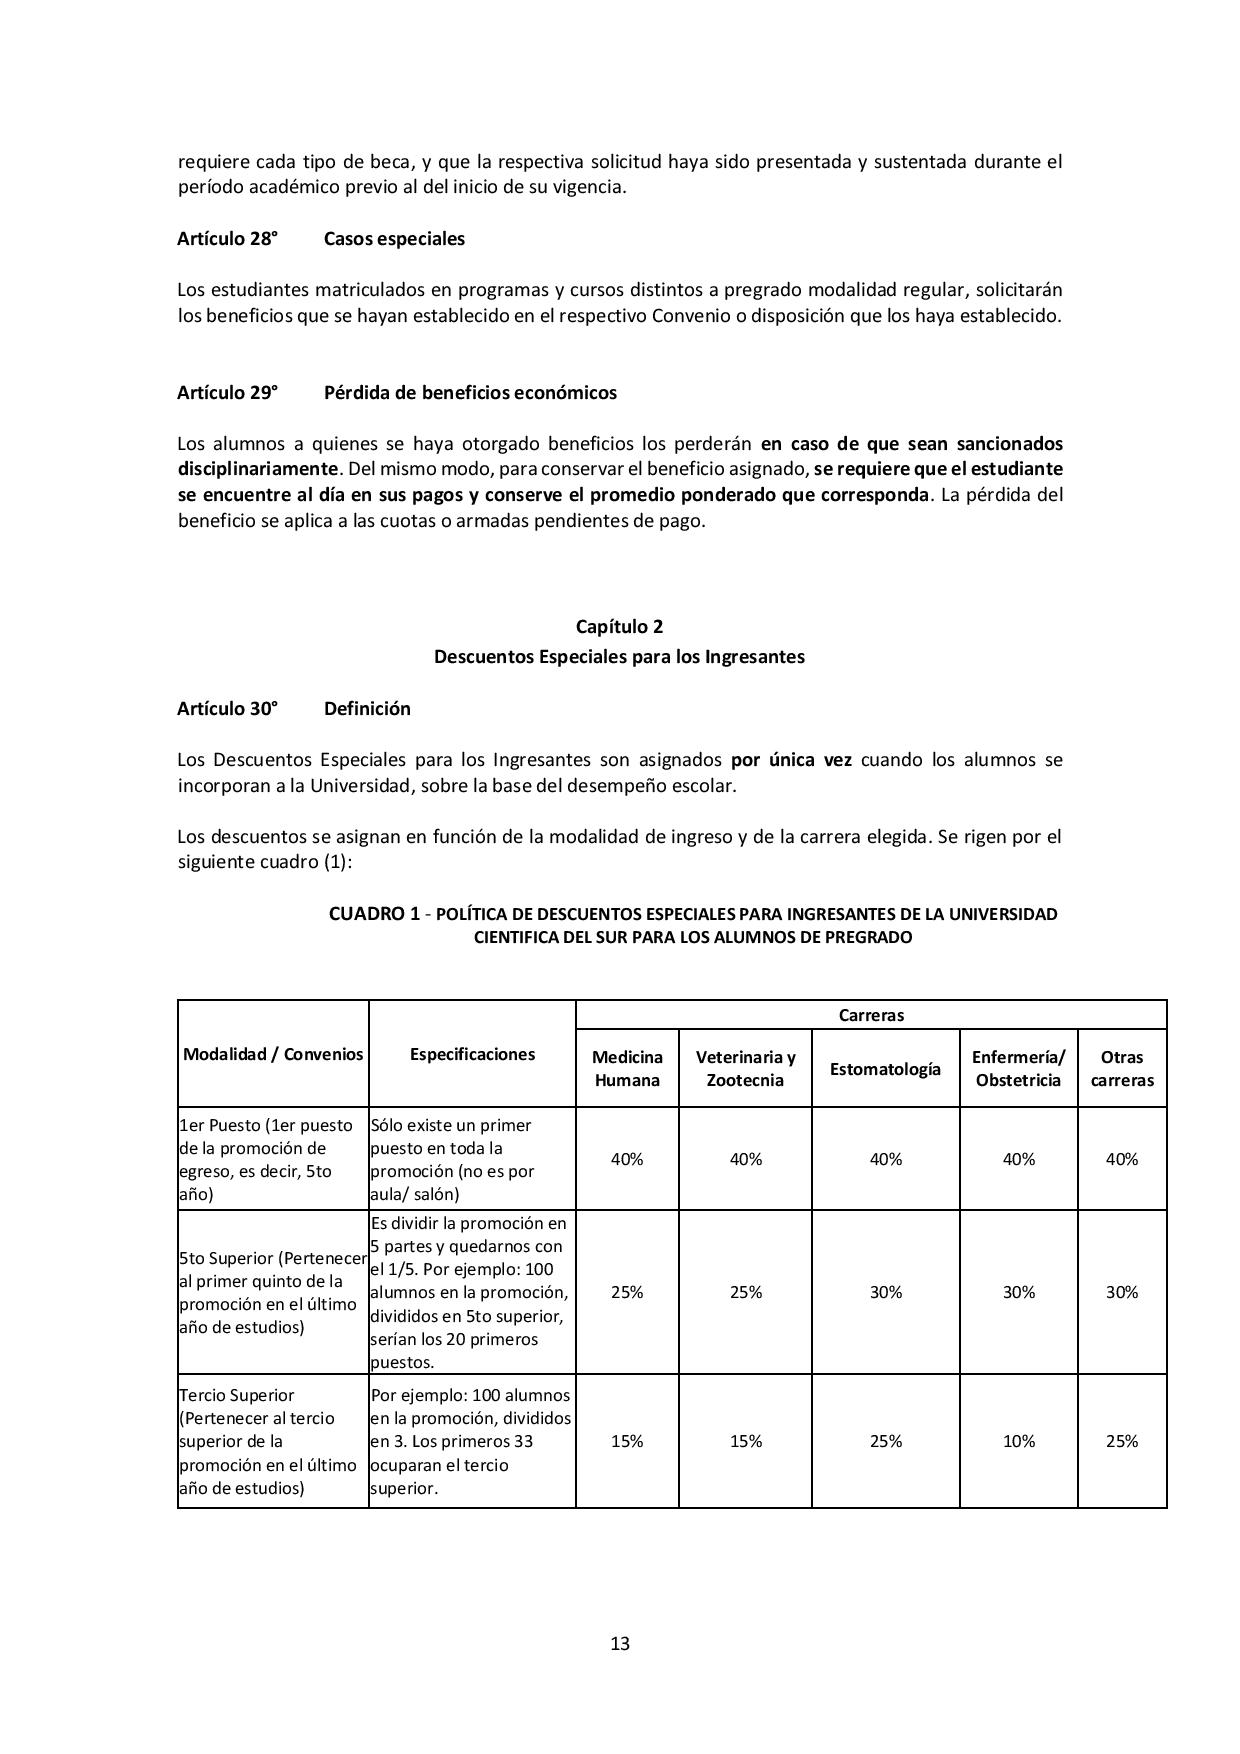 requiere cada tipo de beca, y que la respectiva solicitud haya sido presentada y sustentada durante el
período académico previo al del inicio de su vigencia.
Artículo 28° Casos especiales
Los estudiantes matriculados en programas y cursos distintos a pregrado modalidad regular, solicitarán
los beneficios que se hayan establecido en el respectivo Convenio o disposición que los haya establecido.
Artículo 29° Pérdida de beneficios económicos
Los alumnos a quienes se haya otorgado beneficios los perderán en caso de que sean sancionados
disciplinariamente. Del mismo modo, para conservar el beneficio asignado, se requiere que el estudiante
se encuentre al día en sus pagos y conserve el promedio ponderado que corresponda. La pérdida del
beneficio se aplica a las cuotas o armadas pendientes de pago.
Capítulo 2
Descuentos Especiales para los Ingresantes
Artículo 30° Definición
Los Descuentos Especiales para los Ingresantes son asignados por única vez cuando los alumnos se
incorporan a la Universidad, sobre la base del desempeño escolar.
Los descuentos se asignan en función de la modalidad de ingreso y de la carrera elegida. Se rigen por el
siguiente cuadro (1):
CUADRO 1 - POLÍTICA DE DESCUENTOS ESPECIALES PARA INGRESANTES DE LA UNIVERSIDAD
CIENTIFICA DEL SUR PARA LOS ALUMNOS DE PREGRADO
Modalidad / Convenios
Especificaciones
Carreras
Medicina
Humana
Veterinaria y
Zootecnia
Estomatología
Enfermería/
Obstetricia
Otras
carreras
1er Puesto (1er puesto
de la promoción de
egreso, es decir, 5to
año)
Sólo existe un primer
puesto en toda la
promoción (no es por
aula/ salón)
40%
40%
40%
40%
40%
5to Superior (Pertenecer
al primer quinto de la
promoción en el último
año de estudios)
Es dividir la promoción en
5 partes y quedarnos con
el 1/5. Por ejemplo: 100
alumnos en la promoción,
divididos en 5to superior,
serían los 20 primeros
puestos.
25%
25%
30%
30%
30%
Tercio Superior
(Pertenecer al tercio
superior de la
promoción en el último
año de estudios)
Por ejemplo: 100 alumnos
en la promoción, divididos
en 3. Los primeros 33
ocuparan el tercio
superior.
15%
15%
25%
10%
25%
13